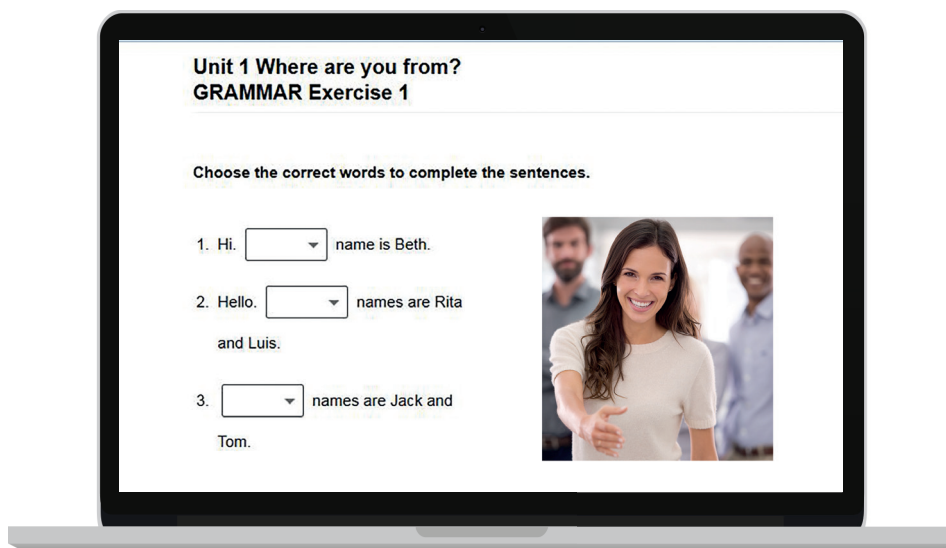 Unit 1 Where are you from?
GRAMMAR Exercise 1
Choose the correct words to complete the sentences.
1. Hi. name is Beth.
2. Hello. names are Rita
and Luis.
3. names are Jack and
Tom.